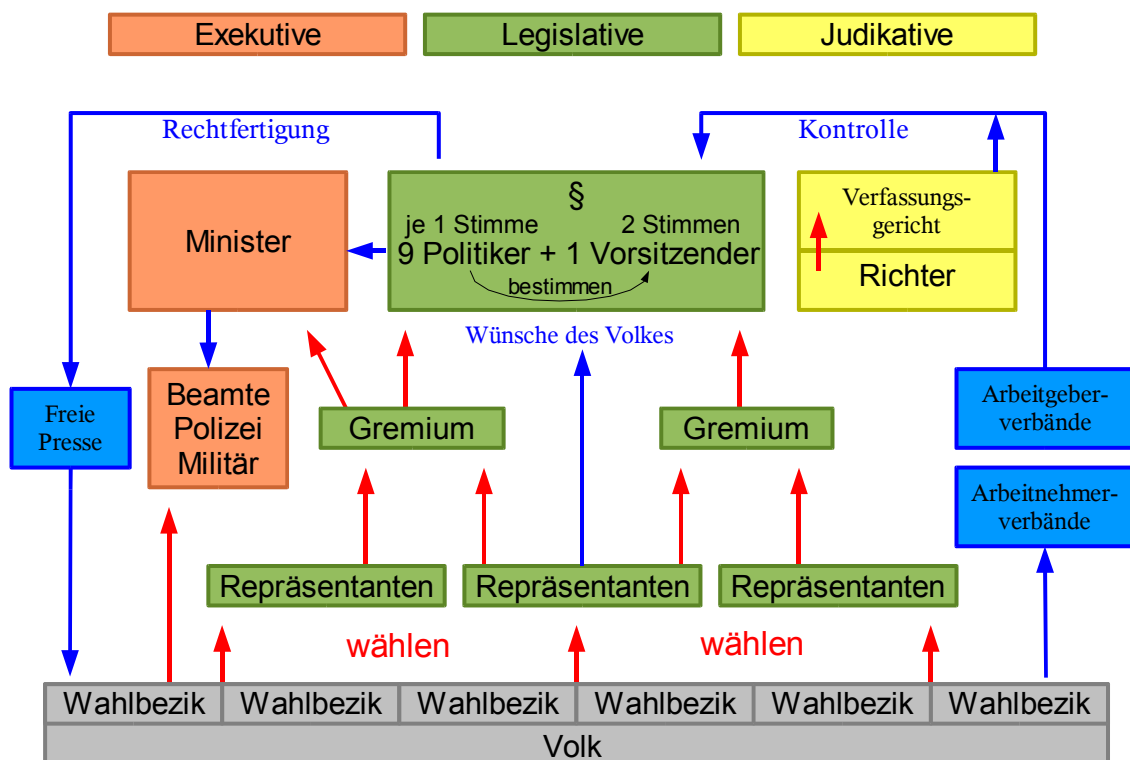 Exekutive
Legislative
Judikative
Rechtfertigung
Kontrolle
Minister
§
je 1 Stimme 2 Stimmen
9 Politiker + 1 Vorsitzender
bestimmen
Verfassungs-
gericht
Richter
Wünsche des Volkes
Freie
Presse
Beamte
Polizei
Militär
Gremium
Gremium
Arbeitgeber-
verbände
Arbeitnehmer-
verbände
Repräsentanten
Repräsentanten
Repräsentanten
wählen
wählen
Wahlbezik
Wahlbezik
Wahlbezik
Wahlbezik
Wahlbezik
Wahlbezik
Volk